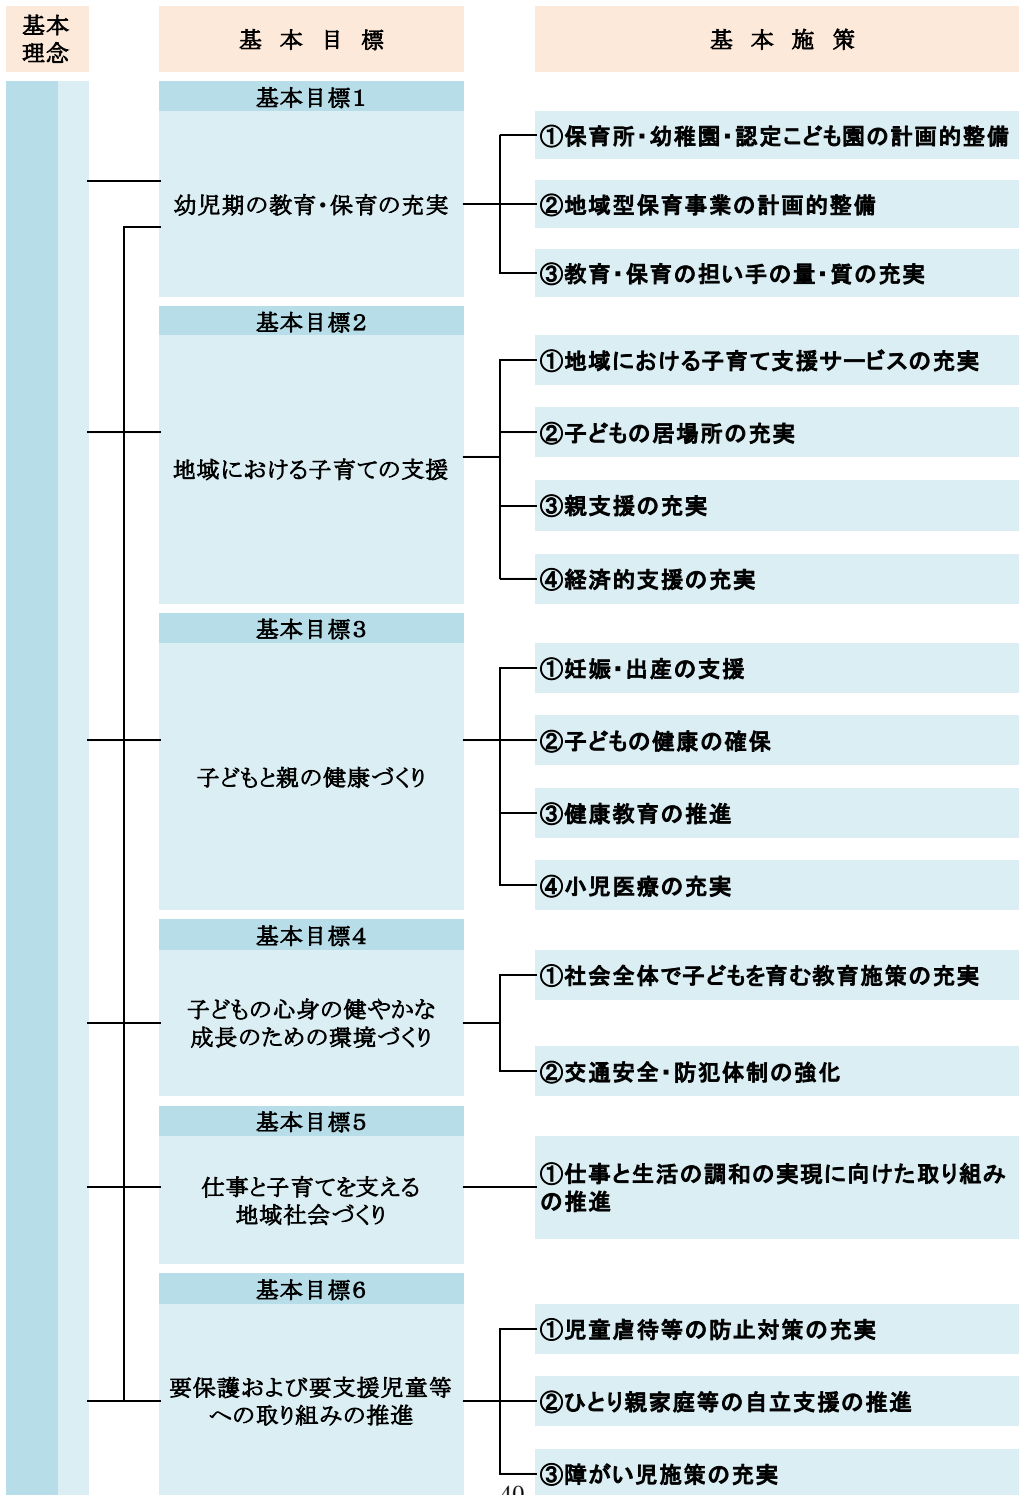 基本
理念
基本目標
基本施策
基本目標1
幼児期の教育・保育の充実
①保育所・幼稚園・認定こども園の計画的整備
②地域型保育事業の計画的整備
③教育・保育の担い手の量・質の充実
基本目標2
地域における子育ての支援
①地域における子育て支援サービスの充実
②子どもの居場所の充実
③親支援の充実
④経済的支援の充実
基本目標3
子どもと親の健康づくり
①妊娠・出産の支援
②子どもの健康の確保
③健康教育の推進
④小児医療の充実
基本目標4
子どもの心身の健やかな
成長のための環境づくり
①社会全体で子どもを育む教育施策の充実
②交通安全・防犯体制の強化
基本目標5
仕事と子育てを支える
地域社会づくり
①仕事と生活の調和の実現に向けた取り組み
の推進
基本目標6
要保護および要支援児童等
への取り組みの推進
①児童虐待等の防止対策の充実
②ひとり親家庭等の自立支援の推進
③障がい児施策の充実
40